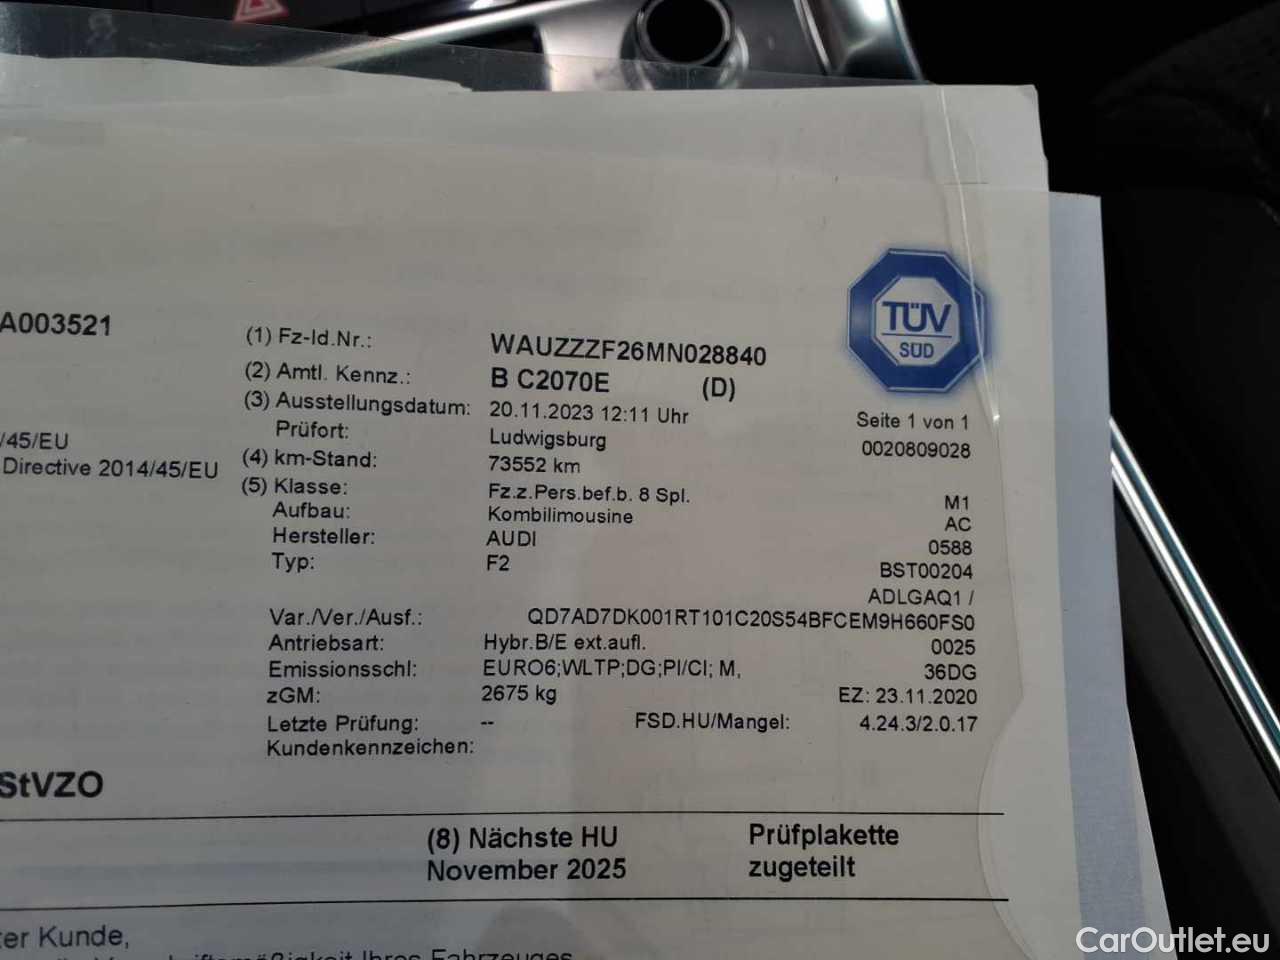 TÜV
SÜD
A003521
(1) Fz-Id.Nr.: WAUZZZF26MN028840
(2) Amtl. Kennz.: B C2070E (D)
(3) Ausstellungsdatum: 20.11.2023 12:11 Uhr Seite 1 von 1
Prüfort: Ludwigsburg 0020809028
/45/EU
Directive 2014/45/EU
(4) km-Stand: 73552 km
(5) Klasse: Fz.z.Pers.bef.b. 8 Spl. M1
Aufbau: Kombilimousine AC
Hersteller: AUDI 0588
Typ: F2 BST00204
ADLGAQ1 /
Var./Ver./Ausf.: QD7AD7DK001RT101C20S54BFCEM9H660FS0
Antriebsart: Hybr.B/E ext.aufl. 0025
Emissionsschl: EURO6;WLTP;DG;PI/CI; M, 36DG
zGM: 2675 kg EZ: 23.11.2020
Letzte Prüfung: -- FSD.HU/Mangel: 4.24.3/2.0.17
Kundenkennzeichen:
StVZO
(8) Nächste HU Prüfplakette
November 2025 zugeteilt
ter Kunde,
Ihres Fahrzeuges
CarOutlet.eu